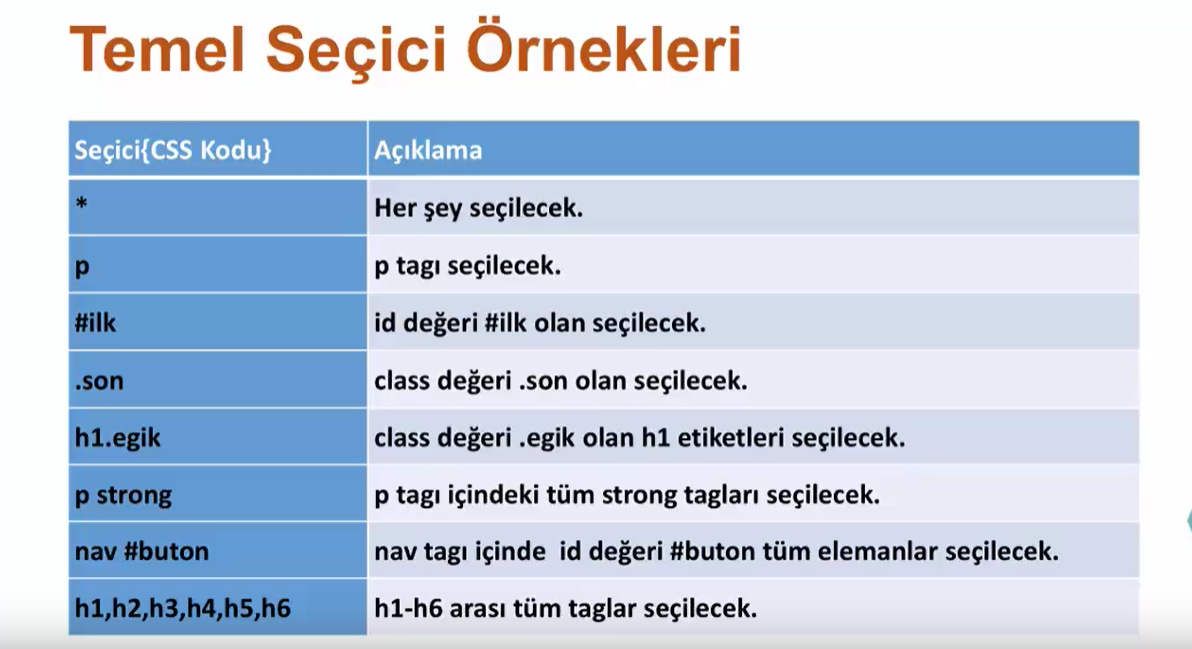 Temel Seçici Örnekleri
Seçici{CSS Kodu} Açıklama
* Her şey seçilecek.
p p tagı seçilecek.
#ilk id değeri #ilk olan seçilecek.
.son class değeri .son olan seçilecek.
h1.egik class değeri .egik olan h1 etiketleri seçilecek.
p strong p tagı içindeki tüm strong tagları seçilecek.
nav #buton nav tagı içinde id değeri #buton tüm elemanlar seçilecek.
h1,h2,h3,h4,h5,h6 h1-h6 arası tüm taglar seçilecek.